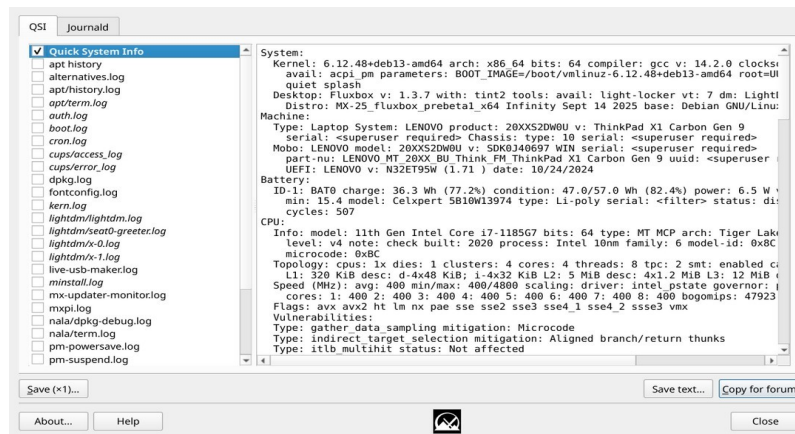 QSI
Journald
Quick System Info
apt history
alternatives.log
apt/history.log
apt/term.log
auth.log
boot.log
cron.log
cups/access_log
cups/error_log
dpkg.log
fontconfig.log
kern.log
lightdm/lightdm.log
lightdm/seat0-greeter.log
lightdm/x-0.log
lightdm/x-1.log
live-usb-maker.log
minstall.log
mx-updater-monitor.log
mxpi.log
nala/dpkg-debug.log
nala/term.log
pm-powersave.log
pm-suspend.log
System:
Kernel: 6.12.48+deb13-amd64 arch: x86_64 bits: 64 compiler: gcc v: 14.2.0 clocks
avail: acpi_pm parameters: BOOT_IMAGE=/boot/vmlinuz-6.12.48+deb13-amd64 root=UU
quiet splash
Desktop: Fluxbox v: 1.3.7 with: tint2 tools: avail: light-locker vt: 7 dm: Light
Distro: MX-25_fluxbox_prebeta1_x64 Infinity Sept 14 2025 base: Debian GNU/Linu
Machine:
Type: Laptop System: LENOVO product: 20XXS2DW0U v: ThinkPad X1 Carbon Gen 9
serial: <superuser required> Chassis: type: 10 serial: <superuser required>
Mobo: LENOVO model: 20XXS2DW0U v: SDK0J40697 WIN serial: <superuser required>
part-nu: LENOVO_MT_20XX_BU_Think_FM_ThinkPad X1 Carbon Gen 9 uuid: <superuser
UEFI: LENOVO v: N32ET95W (1.71 ) date: 10/24/2024
Battery:
ID-1: BAT0 charge: 36.3 Wh (77.2%) condition: 47.0/57.0 Wh (82.4%) power: 6.5 W
min: 15.4 model: Celxpert 5B10W13974 type: Li-poly serial: <filter> status: di
cycles: 507
CPU:
Info: model: 11th Gen Intel Core i7-1185G7 bits: 64 type: MT MCP arch: Tiger Lak
level: v4 note: check built: 2020 process: Intel 10nm family: 6 model-id: 0x8C
microcode: 0xBC
Topology: cpus: 1x dies: 1 clusters: 4 cores: 4 threads: 8 tpc: 2 smt: enabled c
L1: 320 KiB desc: d-4x48 KiB; i-4x32 KiB L2: 5 MiB desc: 4x1.2 MiB L3: 12 MiB
Speed (MHz): avg: 400 min/max: 400/4800 scaling: driver: intel_pstate governor:
cores: 1: 400 2: 400 3: 400 4: 400 5: 400 6: 400 7: 400 8: 400 bogomips: 47923
Flags: avx avx2 ht lm nx pae sse sse2 sse3 sse4_1 sse4_2 ssse3 vmx
Vulnerabilities:
Type: gather_data_sampling mitigation: Microcode
Type: indirect_target_selection mitigation: Aligned branch/return thunks
Type: itlb_multihit status: Not affected
Save (×1)...
Save text...
Copy for forum
About...
Help
Close